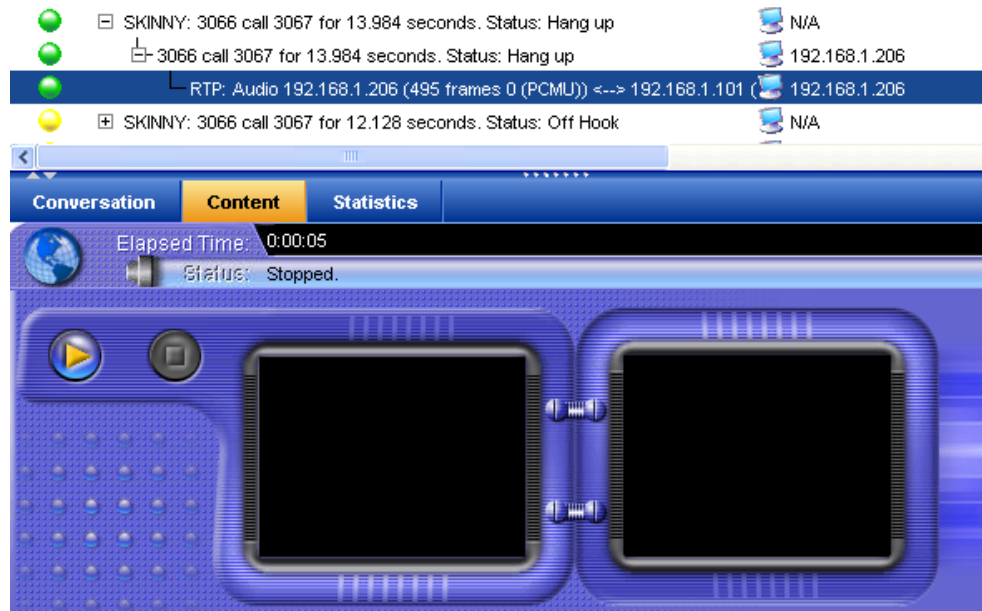 SKINNY: 3066 call 3067 for 13.984 seconds. Status: Hang up N/A
3066 call 3067 for 13.984 seconds. Status: Hang up 192.168.1.206
RTP: Audio 192.168.1.206 (495 frames 0 (PCMU)) <--> 192.168.1.101 ( 192.168.1.206
SKINNY: 3066 call 3067 for 12.128 seconds. Status: Off Hook N/A
Conversation Content Statistics
Elapsed Time: 0:00:05
Status: Stopped.